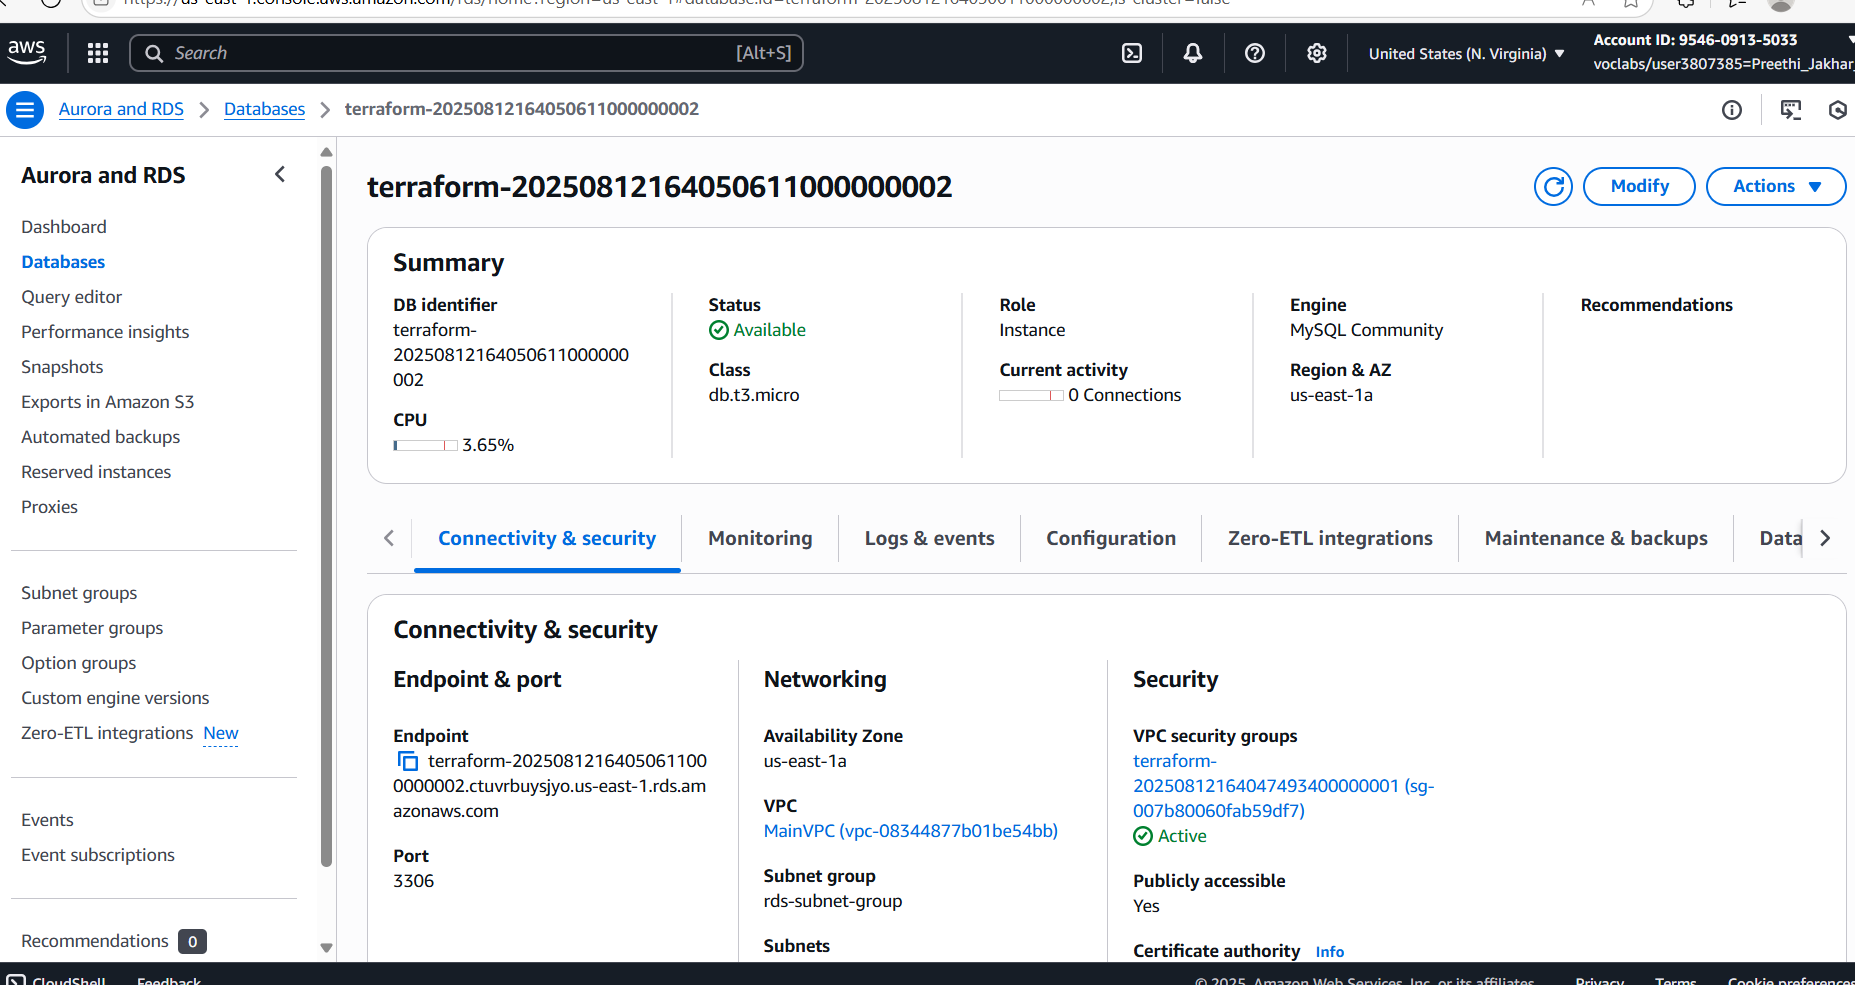 aws
Search
[Alt+S]
United States (N. Virginia)
Account ID: 9546-0913-5033
voclabs/user3807385=Preethi_Jakhar
Aurora and RDS
Databases
terraform-20250812164050611000000002
Aurora and RDS
Dashboard
Databases
Query editor
Performance insights
Snapshots
Exports in Amazon S3
Automated backups
Reserved instances
Proxies
Subnet groups
Parameter groups
Option groups
Custom engine versions
Zero-ETL integrations New
Events
Event subscriptions
Recommendations 0
terraform-20250812164050611000000002
Modify
Actions
Summary
DB identifier
terraform-
20250812164050611000000
002
CPU
3.65%
Status
Available
Class
db.t3.micro
Role
Instance
Current activity
0 Connections
Engine
MySQL Community
Region & AZ
us-east-1a
Recommendations
Connectivity & security
Monitoring
Logs & events
Configuration
Zero-ETL integrations
Maintenance & backups
Data
Connectivity & security
Endpoint & port
Endpoint
terraform-2025081216405061100
0000002.ctuvrbuysjyo.us-east-1.rds.am
azonaws.com
Port
3306
Networking
Availability Zone
us-east-1a
VPC
MainVPC (vpc-08344877b01be54bb)
Subnet group
rds-subnet-group
Subnets
Security
VPC security groups
terraform-
20250812164047493400000001 (sg-
007b80060fab59df7)
Active
Publicly accessible
Yes
Certificate authority Info
CloudShell
Feedback
© 2025, Amazon Web Services, Inc. or its affiliates.
Privacy
Terms
Cookie preferences